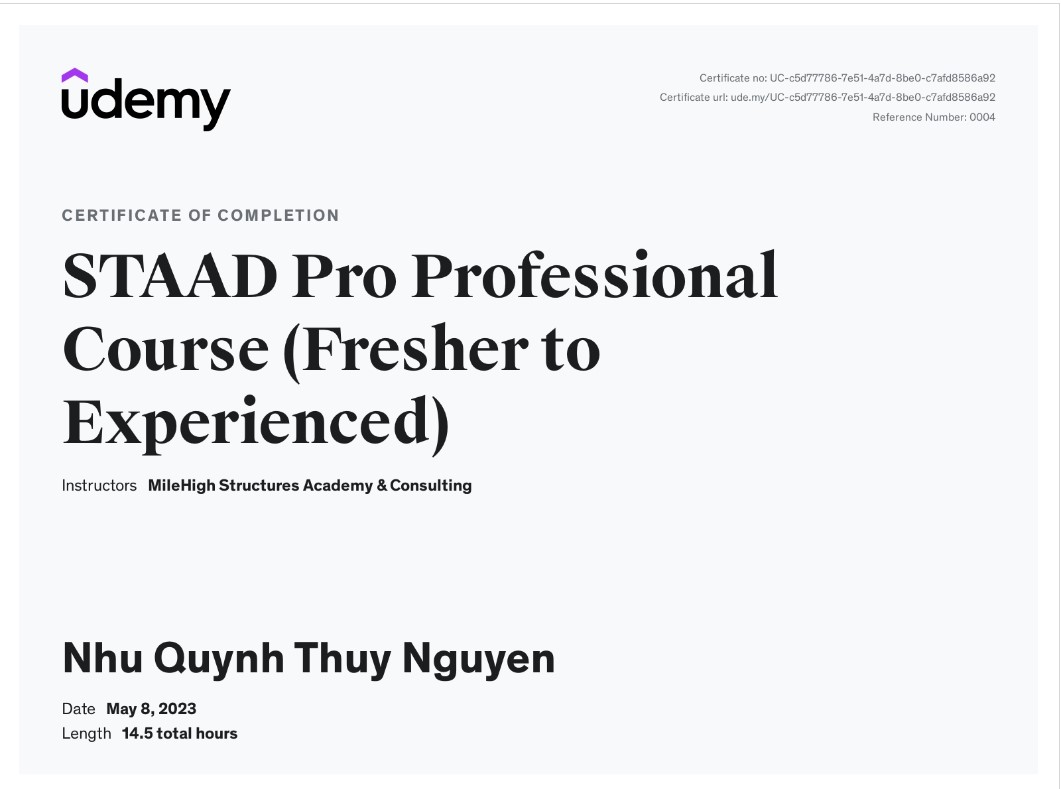 udemy
Certificate no: UC-c5d77786-7e51-4a7d-8be0-c7afd8586a92
Certificate url: ude.my/UC-c5d77786-7e51-4a7d-8be0-c7afd8586a92
Reference Number: 0004
CERTIFICATE OF COMPLETION
STAAD Pro Professional
Course (Fresher to
Experienced)
Instructors MileHigh Structures Academy & Consulting
Nhu Quynh Thuy Nguyen
Date May 8, 2023
Length 14.5 total hours